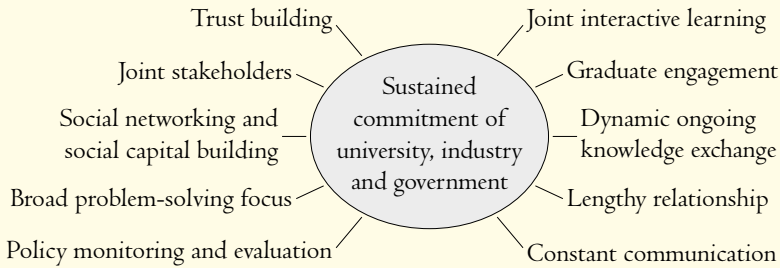 Trust building
Joint stakeholders
Social networking and
social capital building
Broad problem-solving focus
Policy monitoring and evaluation
Sustained
commitment of
university, industry
and government
Joint interactive learning
Graduate engagement
Dynamic ongoing
knowledge exchange
Lengthy relationship
Constant communication